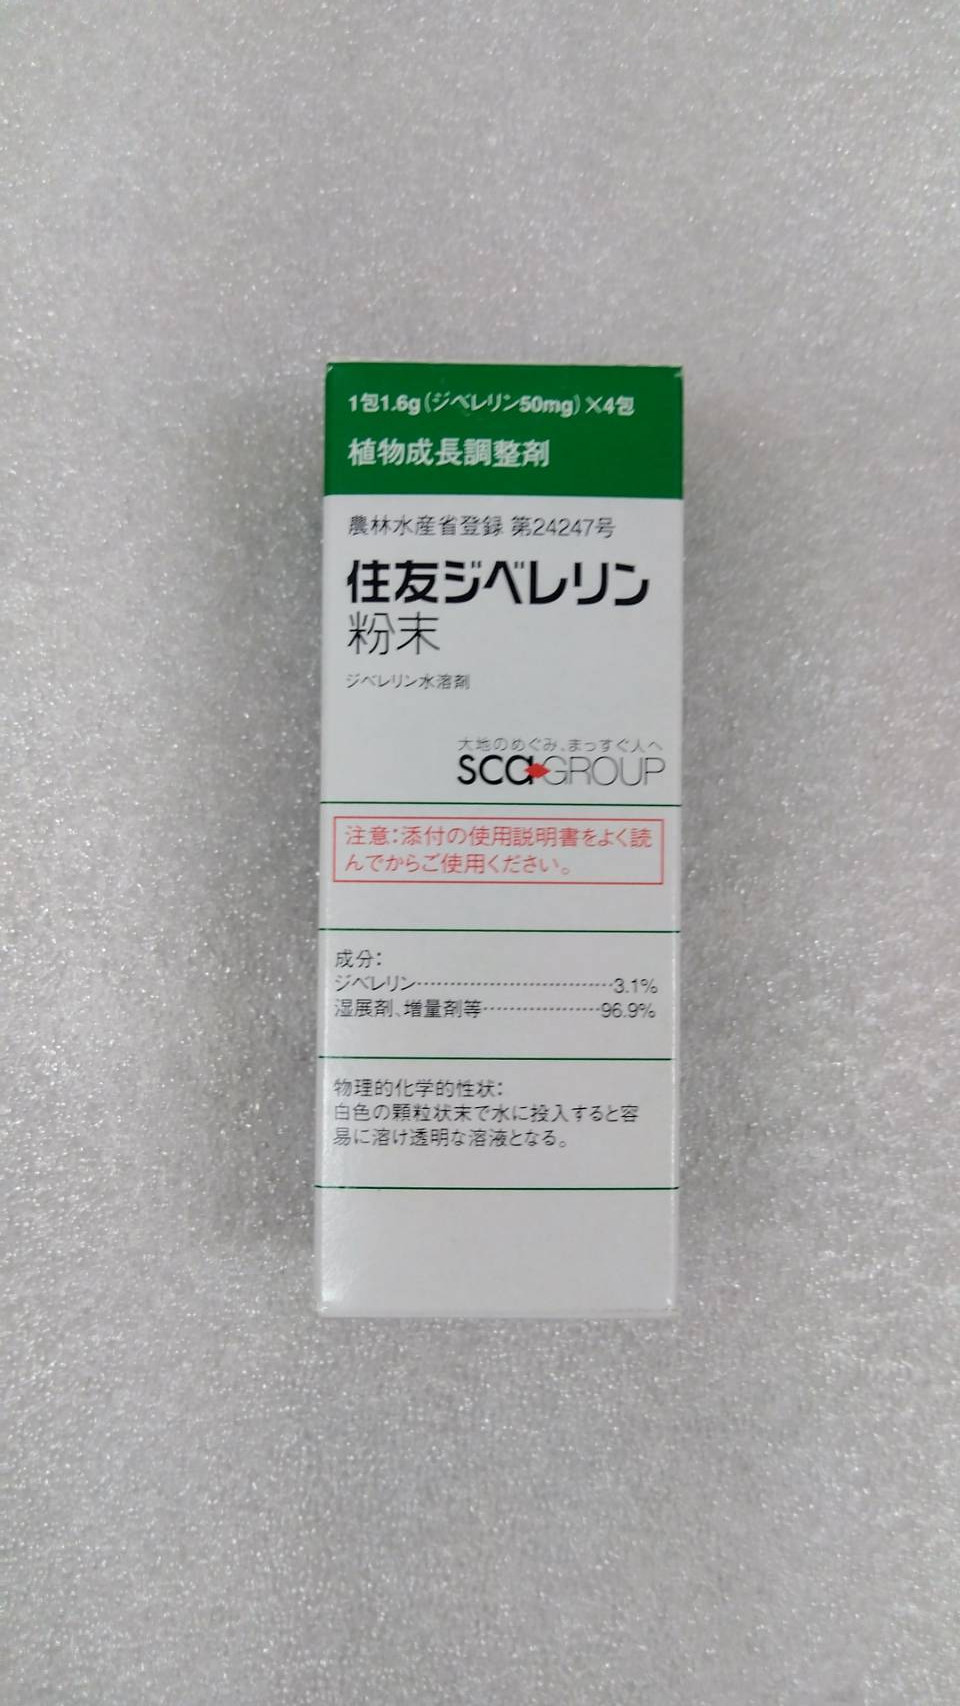 1包1.6g(ジベレリン50mg)×4包
植物成長調整剤
農林水産省登録 第24247号
住友ジベレリン
粉末
ジベレリン水溶剤
大地のめぐみ、まっすぐ人へ
SCA GROUP
注意:添付の使用説明書をよく読
んでからご使用ください。
成分:
ジベレリン……………………………3.1%
湿展剤、増量剤等………………96.9%
物理的化学的性状:
白色の顆粒状末で水に投入すると容
易に溶け透明な溶液となる。